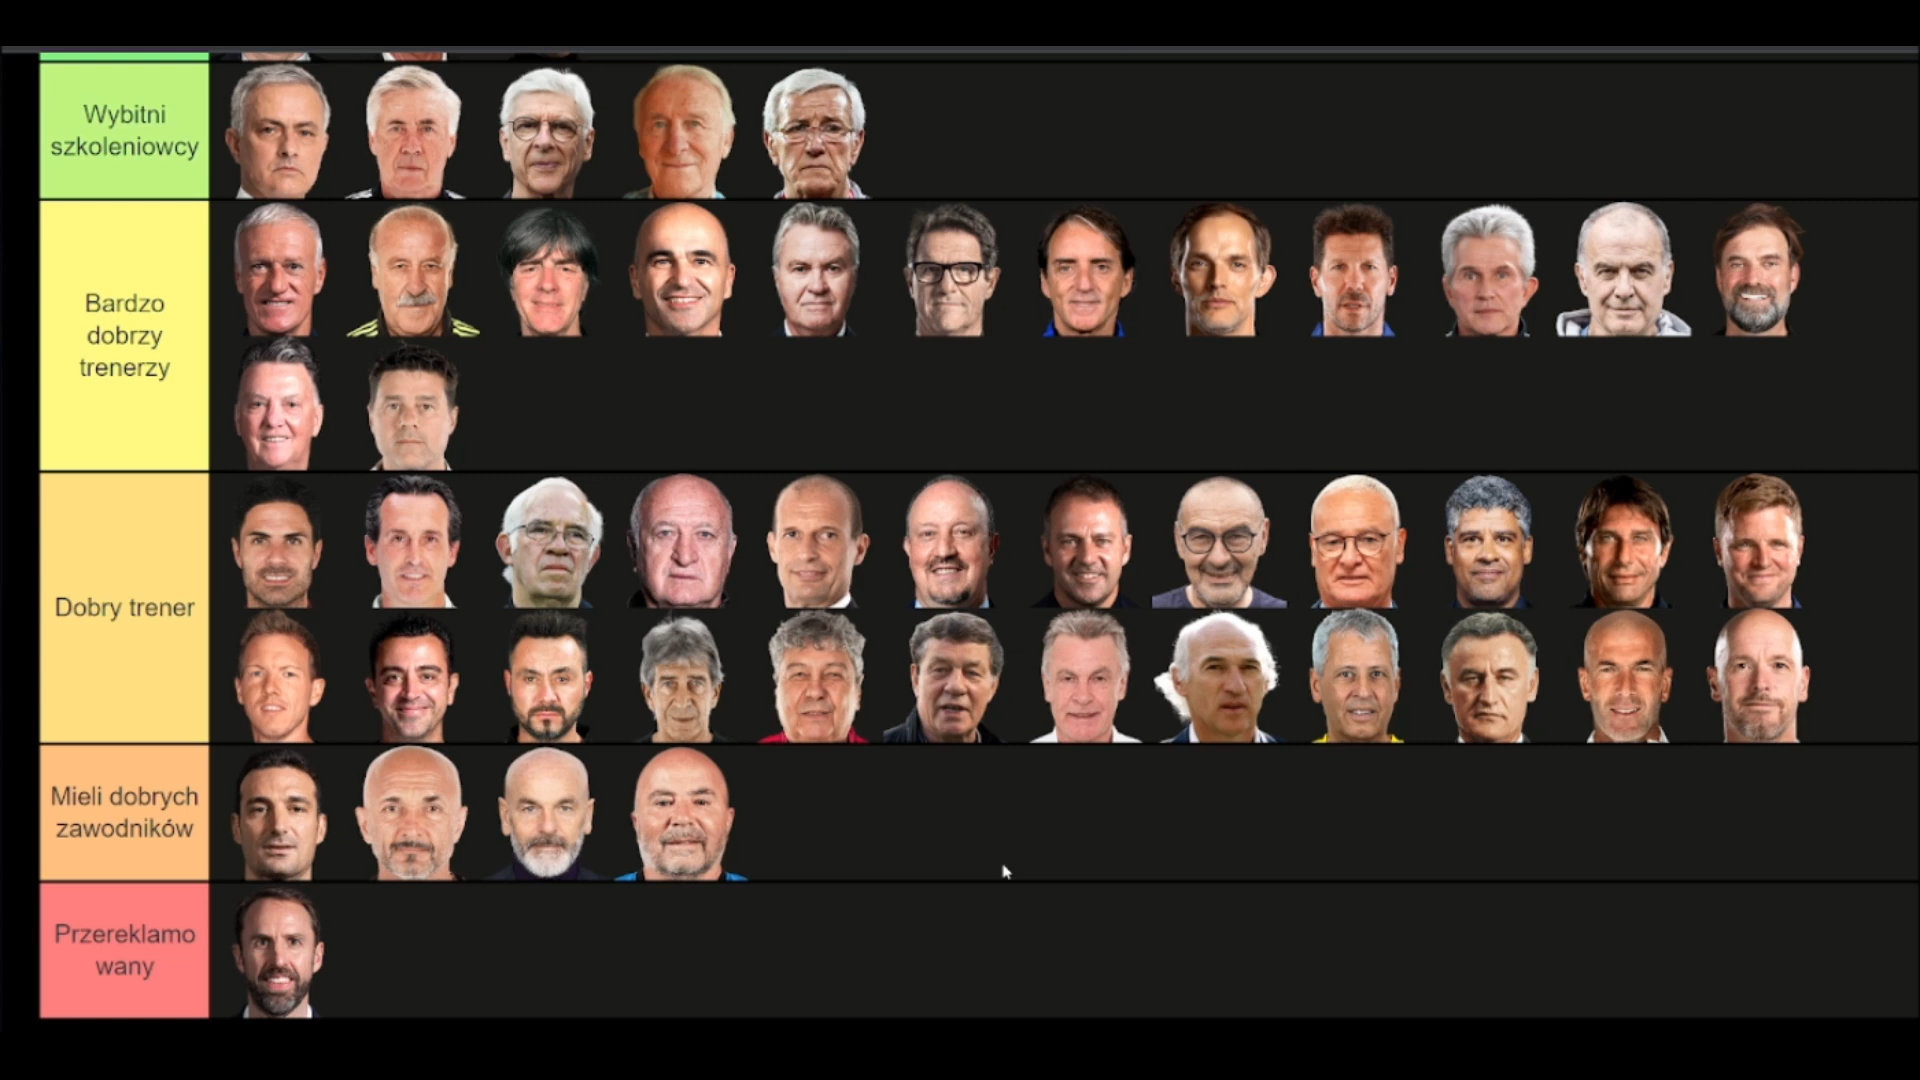 Wybitni
szkoleniowcy
Bardzo
dobrzy
trenerzy
Dobry trener
Mieli dobrych
zawodników
Przereklamo
wany